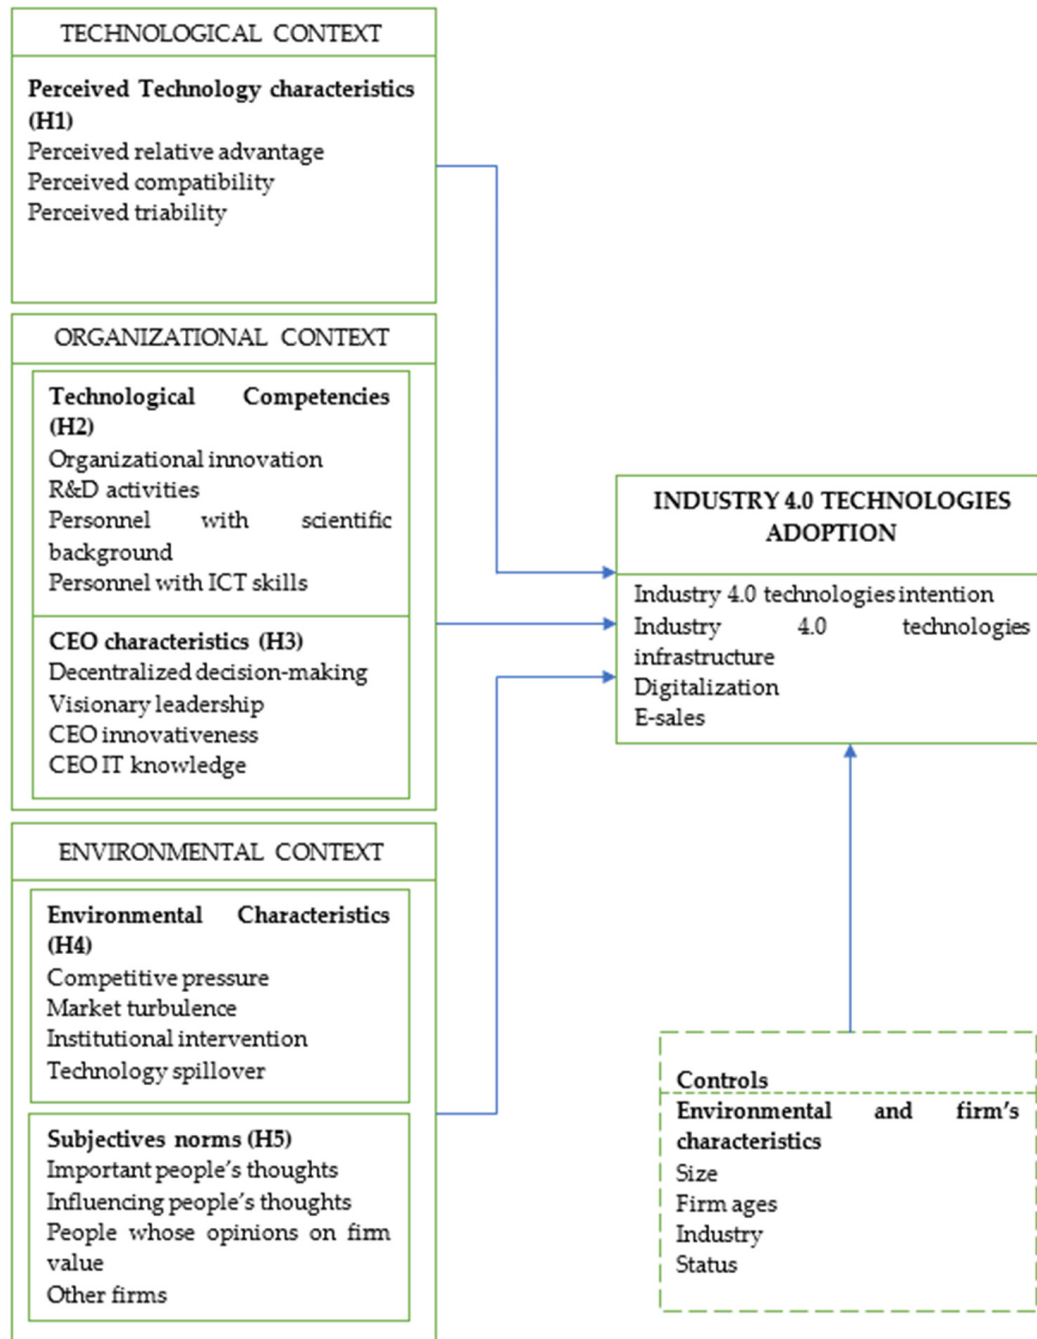 TECHNOLOGICAL CONTEXT
Perceived Technology characteristics
(H1)
Perceived relative advantage
Perceived compatibility
Perceived triability
ORGANIZATIONAL CONTEXT
Technological Competencies
(H2)
Organizational innovation
R&D activities
Personnel with scientific
background
Personnel with ICT skills
CEO characteristics (H3)
Decentralized decision-making
Visionary leadership
CEO innovativeness
CEO IT knowledge
ENVIRONMENTAL CONTEXT
Environmental Characteristics
(H4)
Competitive pressure
Market turbulence
Institutional intervention
Technology spillover
Subjectives norms (H5)
Important people's thoughts
Influencing people's thoughts
People whose opinions on firm
value
Other firms
INDUSTRY 4.0 TECHNOLOGIES
ADOPTION
Industry 4.0 technologies intention
Industry 4.0 technologies
infrastructure
Digitalization
E-sales
Controls
Environmental and firm's
characteristics
Size
Firm ages
Industry
Status